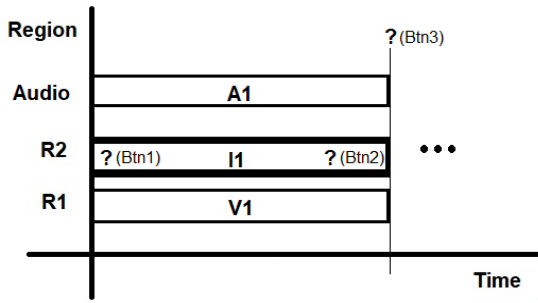 Region
? (Btn3)
Audio
A1
R2
? (Btn1)
I1
? (Btn2)
•••
R1
V1
Time